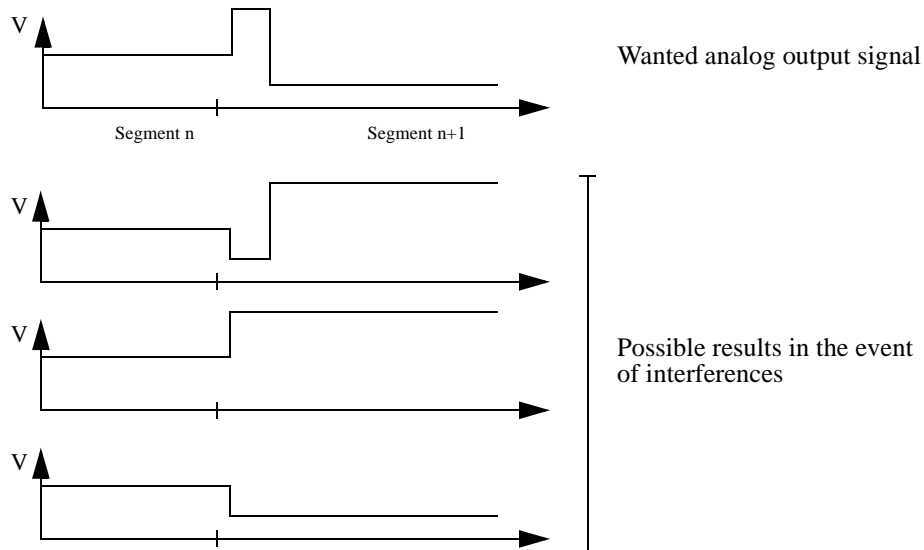 V
Wanted analog output signal
Segment n
Segment n+1
V
V
Possible results in the event
of interferences
V